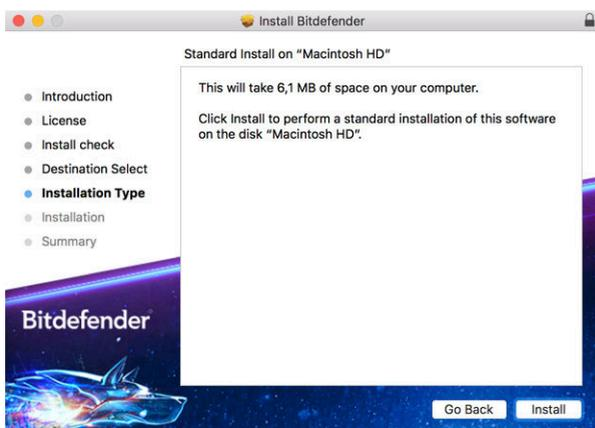 Install Bitdefender
Standard Install on “Macintosh HD”
Introduction
License
Install check
Destination Select
Installation Type
Installation
Summary
This will take 6,1 MB of space on your computer.
Click Install to perform a standard installation of this software
on the disk “Macintosh HD”.
Bitdefender
Go Back
Install